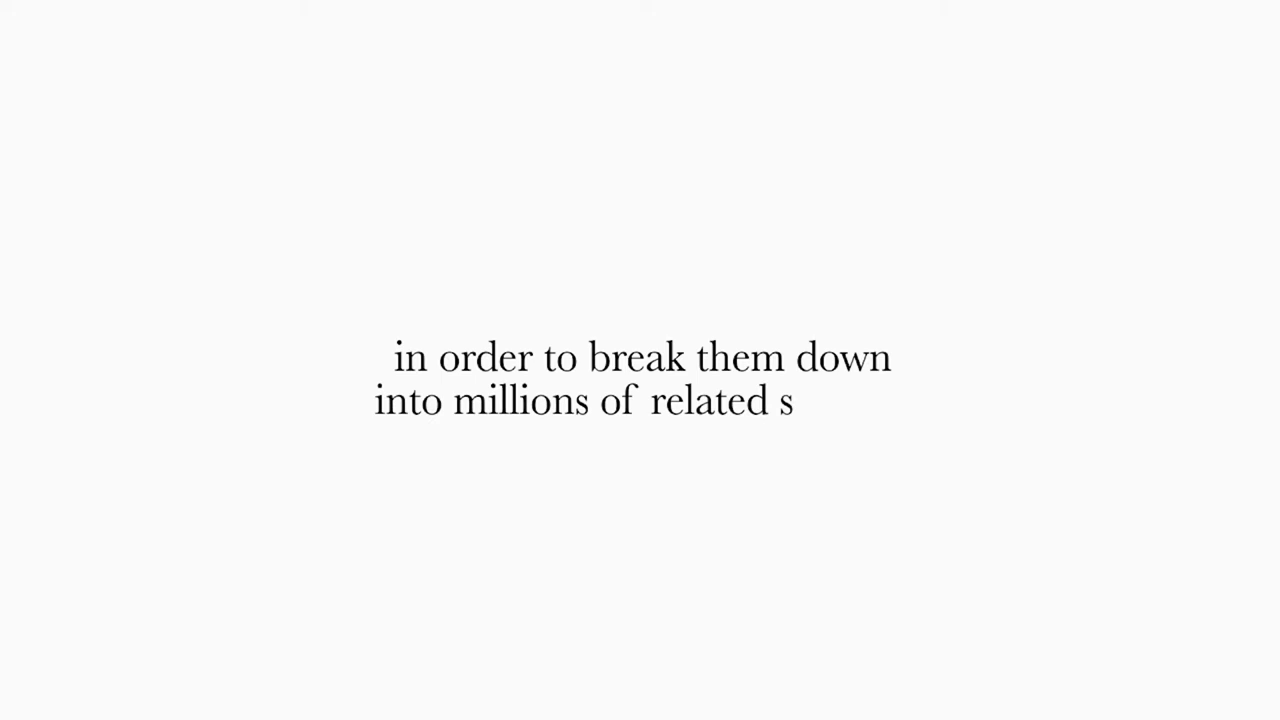 in order to break them down
into millions of related s